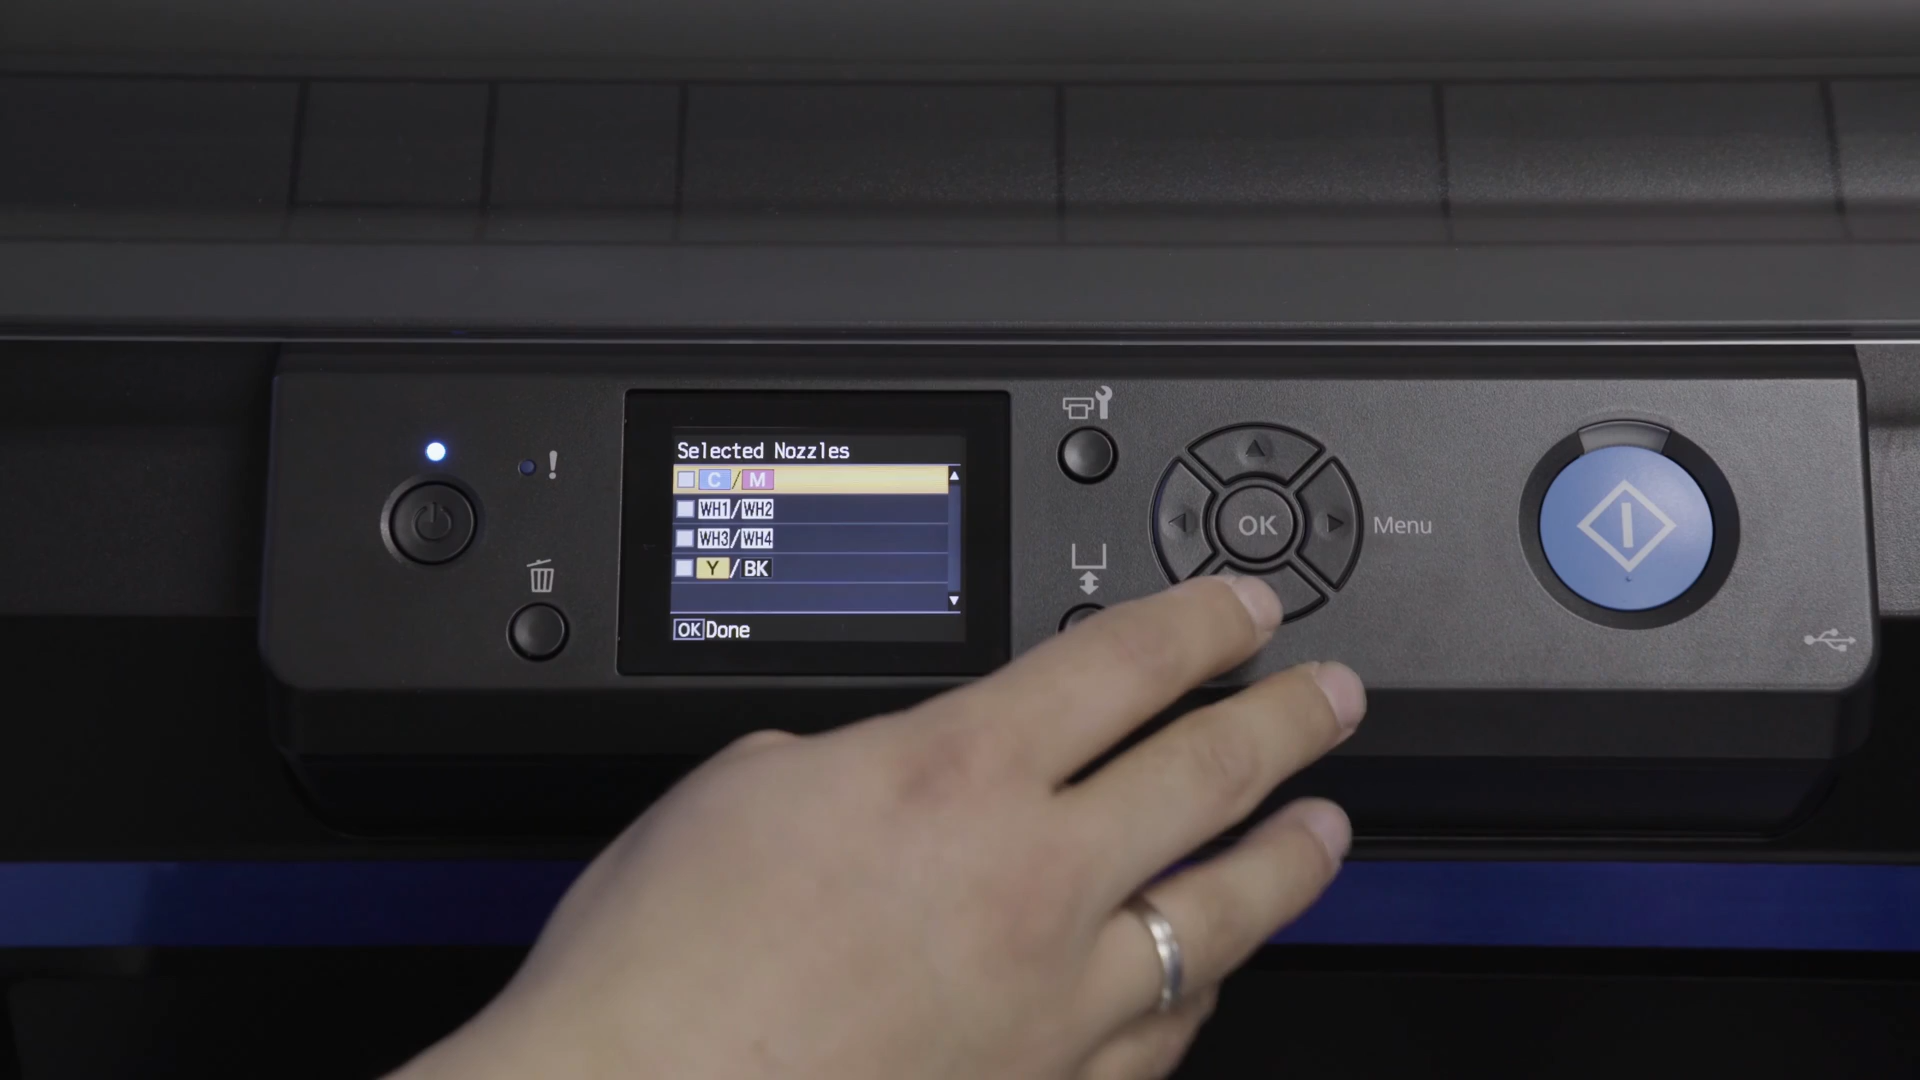 Selected Nozzles
C/M
WH1/WH2
WH3/WH4
Y/BK
OK Done
OK
Menu